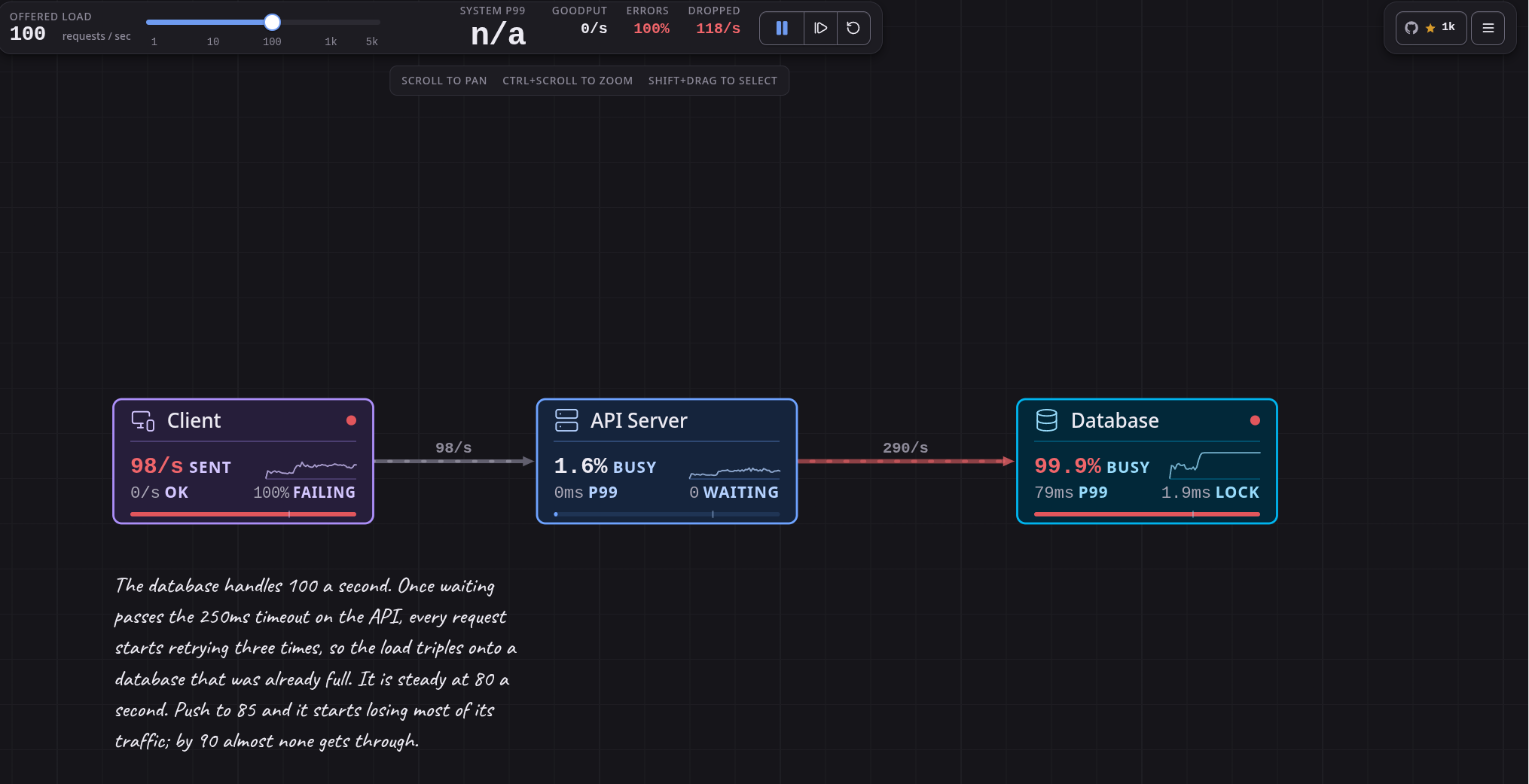 OFFERED LOAD
100 requests / sec
1 10 100 1k 5k
SYSTEM P99
n/a
GOODPUT
0/s
ERRORS
100%
DROPPED
118/s
1k
SCROLL TO PAN CTRL+SCROLL TO ZOOM SHIFT+DRAG TO SELECT
Client
98/s SENT
0/s OK 100% FAILING
98/s
API Server
1.6% BUSY
0ms P99 0 WAITING
290/s
Database
99.9% BUSY
79ms P99 1.9ms LOCK
The database handles 100 a second. Once waiting
passes the 250ms timeout on the API, every request
starts retrying three times, so the load triples onto a
database that was already full. It is steady at 80 a
second. Push to 85 and it starts losing most of its
traffic; by 90 almost none gets through.